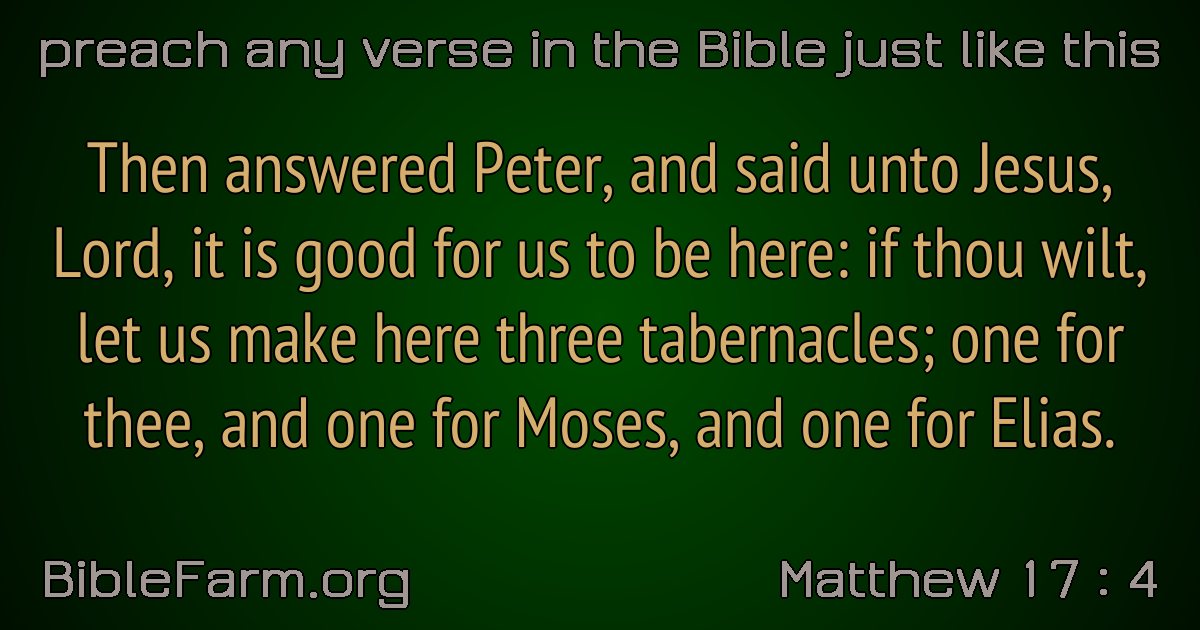 preach any verse in the Bible just like this
Then answered Peter, and said unto Jesus,
Lord, it is good for us to be here: if thou wilt,
let us make here three tabernacles; one for
thee, and one for Moses, and one for Elias.
BibleFarm.org
Matthew 17 : 4